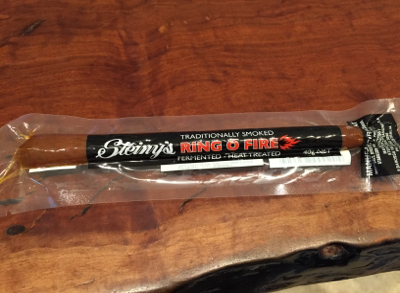 TRADITIONALLY SMOKED
Steiny's RING O FIRE
FERMENTED - HEAT TREATED 40g NET